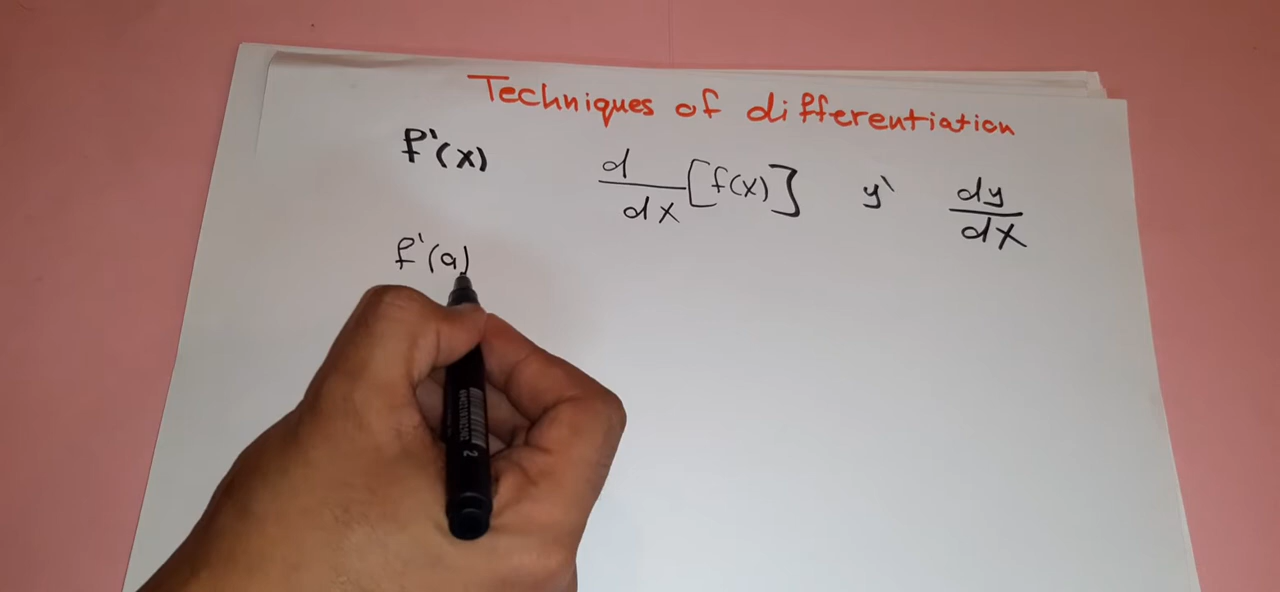 Techniques of differentiation
f'(x) d/dx [f(x)] y' dy/dx
f'(a)